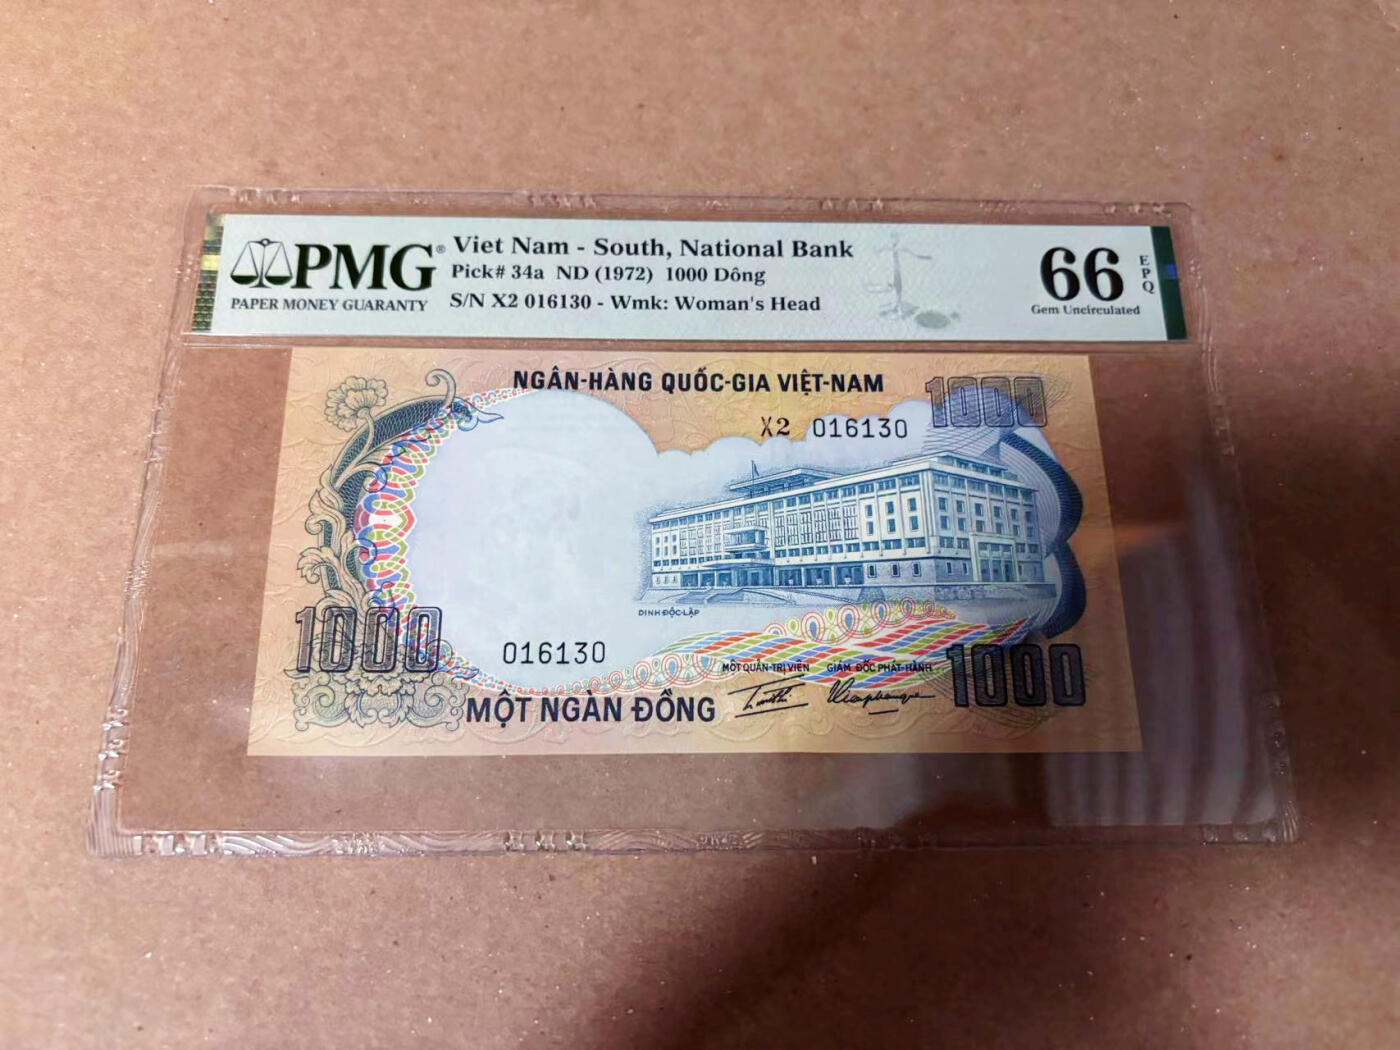 PMG®
PAPER MONEY GUARANTY
Viet Nam - South, National Bank
Pick# 34a ND (1972) 1000 Dông
S/N X2 016130 - Wmk: Woman's Head
66
EPQ
Gem Uncirculated
NGÂN-HÀNG QUỐC-GIA VIỆT-NAM
1000
X2 016130
DINH ĐỘC-LẬP
1000
016130
MỘT QUẢN-TRỊ VIÊN GIÁM ĐỐC PHÁT-HÀNH
1000
MỘT NGÀN ĐỒNG